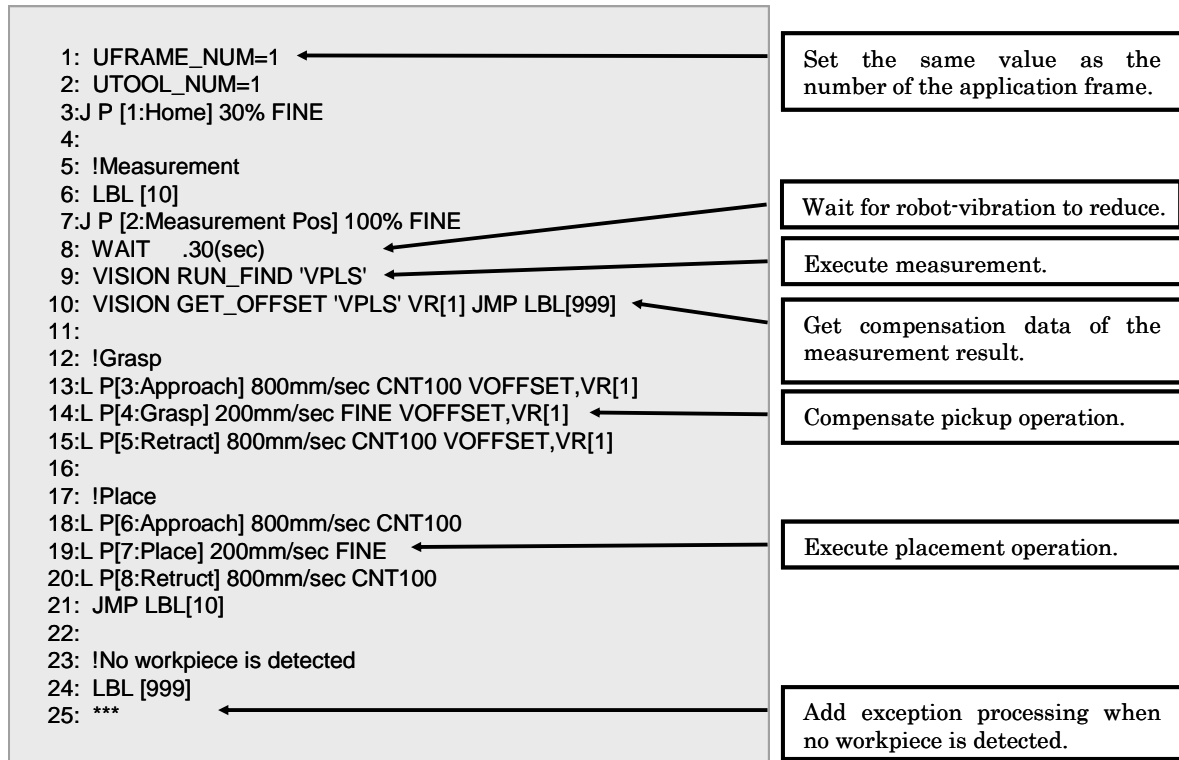 1: UFRAME_NUM=1
2: UTOOL_NUM=1
3:J P [1:Home] 30% FINE
4:
5: !Measurement
6: LBL [10]
7:J P [2:Measurement Pos] 100% FINE
8: WAIT .30(sec)
9: VISION RUN_FIND 'VPLS'
10: VISION GET_OFFSET 'VPLS' VR[1] JMP LBL[999]
11:
12: !Grasp
13:L P[3:Approach] 800mm/sec CNT100 VOFFSET,VR[1]
14:L P[4:Grasp] 200mm/sec FINE VOFFSET,VR[1]
15:L P[5:Retract] 800mm/sec CNT100 VOFFSET,VR[1]
16:
17: !Place
18:L P[6:Approach] 800mm/sec CNT100
19:L P[7:Place] 200mm/sec FINE
20:L P[8:Retruct] 800mm/sec CNT100
21: JMP LBL[10]
22:
23: !No workpiece is detected
24: LBL [999]
25: ***
Set the same value as the
number of the application frame.
Wait for robot-vibration to reduce.
Execute measurement.
Get compensation data of the
measurement result.
Compensate pickup operation.
Execute placement operation.
Add exception processing when
no workpiece is detected.